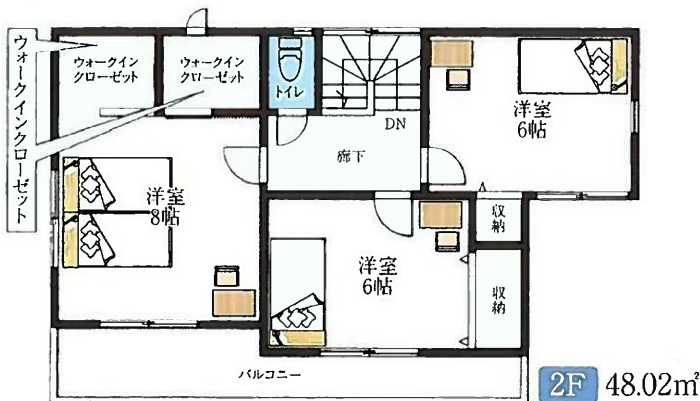 ウォークインクローゼット
ウォークイン
クローゼット
ウォークイン
クローゼット
トイレ
DN
廊下
洋室
6帖
洋室
8帖
洋室
6帖
収納
収納
バルコニー
2F 48.02㎡